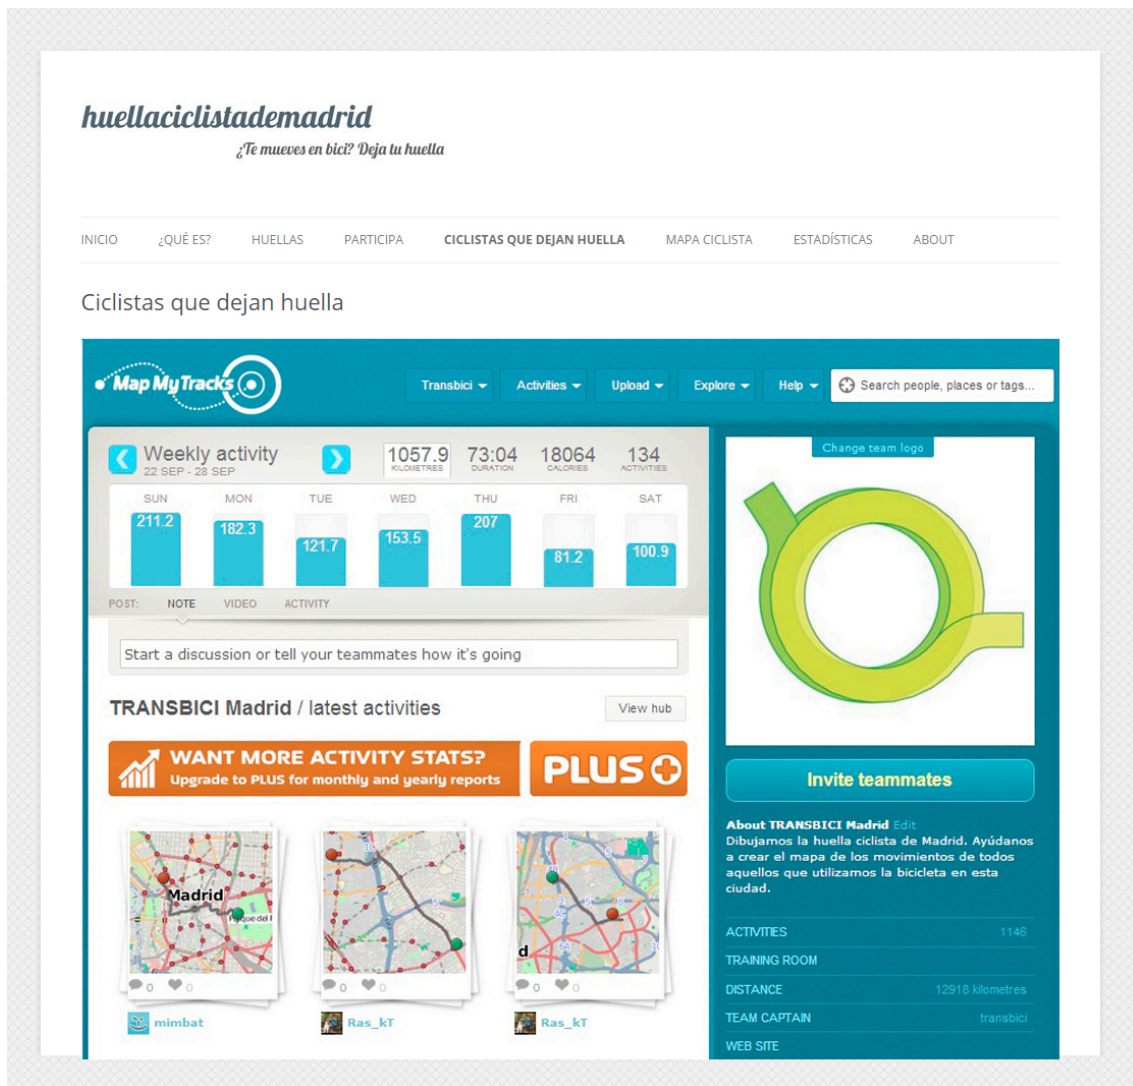 huellaciclistademadrid
¿Te mueves en bici? Deja tu huella
INICIO ¿QUÉ ES? HUELLAS PARTICIPA CICLISTAS QUE DEJAN HUELLA MAPA CICLISTA ESTADÍSTICAS ABOUT
Ciclistas que dejan huella
Map My Tracks
Transbici Activities Upload Explore Help Search people, places or tags...
Weekly activity
22 SEP - 28 SEP
1057.9 73:04 18064 134
KILOMETRES DURATION CALORIES ACTIVITIES
SUN MON TUE WED THU FRI SAT
211.2 182.3 121.7 153.5 207 81.2 100.9
POST: NOTE VIDEO ACTIVITY
Start a discussion or tell your teammates how it's going
TRANSBICI Madrid / latest activities View hub
WANT MORE ACTIVITY STATS?
Upgrade to PLUS for monthly and yearly reports
PLUS
Madrid
0 0 0 0 0 0
mimbat Ras_kT Ras_kT
Change team logo
Invite teammates
About TRANSBICI Madrid Edit
Dibujamos la huella ciclista de Madrid. Ayúdanos
a crear el mapa de los movimientos de todos
aquellos que utilizamos la bicicleta en esta
ciudad.
ACTIVITIES 1146
TRAINING ROOM
DISTANCE 12918 kilometres
TEAM CAPTAIN transbici
WEB SITE